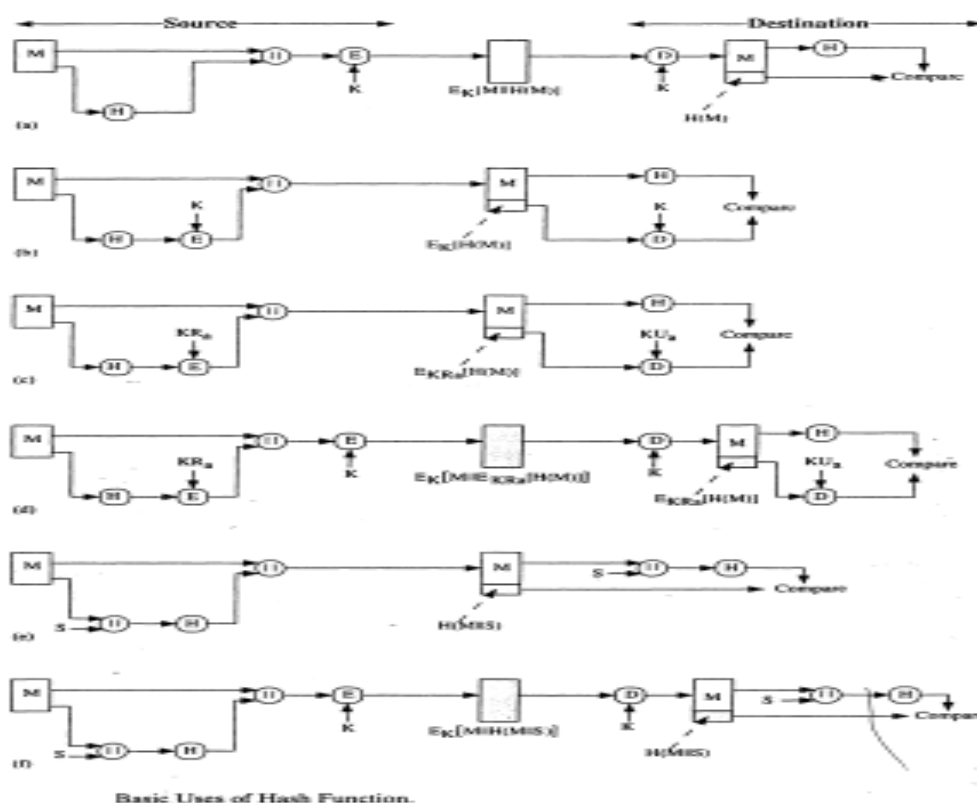 Source Destination
M || E D M H
K K Compare
E_K[M||H(M)]
H H(M)
(a)
M || M H
K K Compare
H E E_K[H(M)] D
(b)
M || M H
KR_a KU_a Compare
H E E_KRa[H(M)] D
(c)
M || E D M H
KR_a K K KU_a Compare
E_K[M||E_KRa[H(M)]]
H E E_KRa[H(M)] D
(d)
M || M || H
S Compare
S || H H(M||S)
(e)
M || E D M || H
K K S Compare
E_K[M||H(M||S)]
S || H H(M||S)
(f)
Basic Uses of Hash Function.